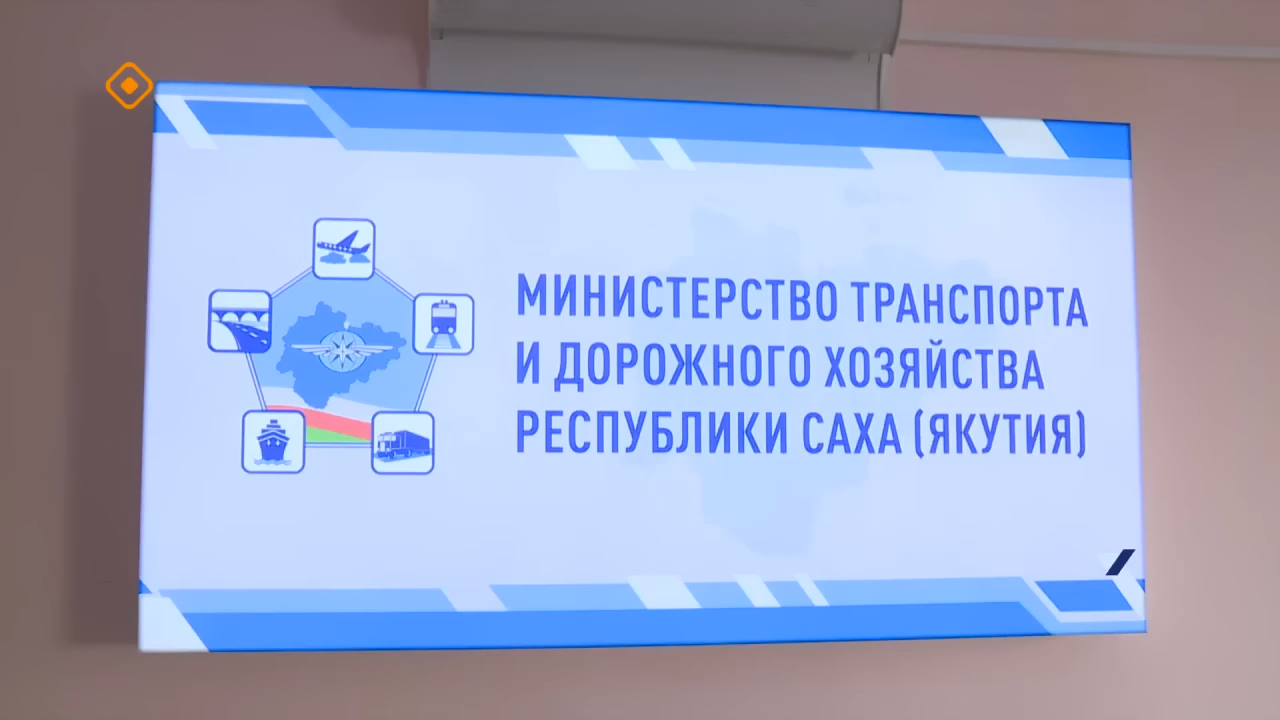 МИНИСТЕРСТВО ТРАНСПОРТА
И ДОРОЖНОГО ХОЗЯЙСТВА
РЕСПУБЛИКИ САХА (ЯКУТИЯ)